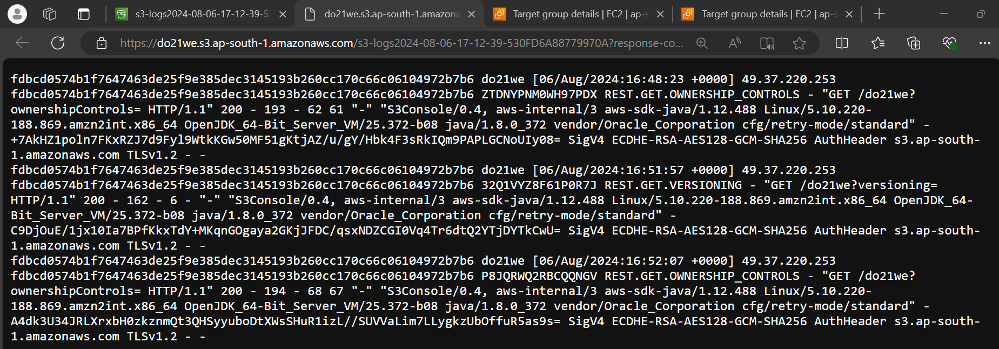 s3-logs2024-08-06-17-12-39-53
do21we.s3.ap-south-1.amazona
Target group details | EC2 | ap-s
Target group details | EC2 | ap-s
https://do21we.s3.ap-south-1.amazonaws.com/s3-logs2024-08-06-17-12-39-530FD6A88779970A?response-co...
fdbcd0574b1f7647463de25f9e385dec3145193b260cc170c66c06104972b7b6 do21we [06/Aug/2024:16:48:23 +0000] 49.37.220.253
fdbcd0574b1f7647463de25f9e385dec3145193b260cc170c66c06104972b7b6 ZTDNYPNM0WH97PDX REST.GET.OWNERSHIP_CONTROLS - "GET /do21we?
ownershipControls= HTTP/1.1" 200 - 193 - 62 61 "-" "S3Console/0.4, aws-internal/3 aws-sdk-java/1.12.488 Linux/5.10.220-
188.869.amzn2int.x86_64 OpenJDK_64-Bit_Server_VM/25.372-b08 java/1.8.0_372 vendor/Oracle_Corporation cfg/retry-mode/standard" -
+7AkHZ1poln7FKxRZJ7d9Fyl9WtkKGw50MF51gKtjAZ/u/gY/Hbk4F3sRkIQm9PAPLGCNoUIy08= SigV4 ECDHE-RSA-AES128-GCM-SHA256 AuthHeader s3.ap-south-
1.amazonaws.com TLSv1.2 - -
fdbcd0574b1f7647463de25f9e385dec3145193b260cc170c66c06104972b7b6 do21we [06/Aug/2024:16:51:57 +0000] 49.37.220.253
fdbcd0574b1f7647463de25f9e385dec3145193b260cc170c66c06104972b7b6 32Q1VYZ8F61P0R7J REST.GET.VERSIONING - "GET /do21we?versioning=
HTTP/1.1" 200 - 162 - 6 - "-" "S3Console/0.4, aws-internal/3 aws-sdk-java/1.12.488 Linux/5.10.220-188.869.amzn2int.x86_64 OpenJDK_64-
Bit_Server_VM/25.372-b08 java/1.8.0_372 vendor/Oracle_Corporation cfg/retry-mode/standard" -
C9DjOuE/1jx10Ia7BPfKkxTdY+MKqnGOgaya2GKjJFDC/qsxNDZCGI0Vq4Tr6dtQ2YTjDYTkCwU= SigV4 ECDHE-RSA-AES128-GCM-SHA256 AuthHeader s3.ap-south-
1.amazonaws.com TLSv1.2 - -
fdbcd0574b1f7647463de25f9e385dec3145193b260cc170c66c06104972b7b6 do21we [06/Aug/2024:16:52:07 +0000] 49.37.220.253
fdbcd0574b1f7647463de25f9e385dec3145193b260cc170c66c06104972b7b6 P8JQRWQ2RBCQQNGV REST.GET.OWNERSHIP_CONTROLS - "GET /do21we?
ownershipControls= HTTP/1.1" 200 - 194 - 68 67 "-" "S3Console/0.4, aws-internal/3 aws-sdk-java/1.12.488 Linux/5.10.220-
188.869.amzn2int.x86_64 OpenJDK_64-Bit_Server_VM/25.372-b08 java/1.8.0_372 vendor/Oracle_Corporation cfg/retry-mode/standard" -
A4dk3U34JRLXrxbH0zkznmQt3QHSyyuboDtXWsSHuR1izL//SUVVaLim7LLygkzUbOffuR5as9s= SigV4 ECDHE-RSA-AES128-GCM-SHA256 AuthHeader s3.ap-south-
1.amazonaws.com TLSv1.2 - -